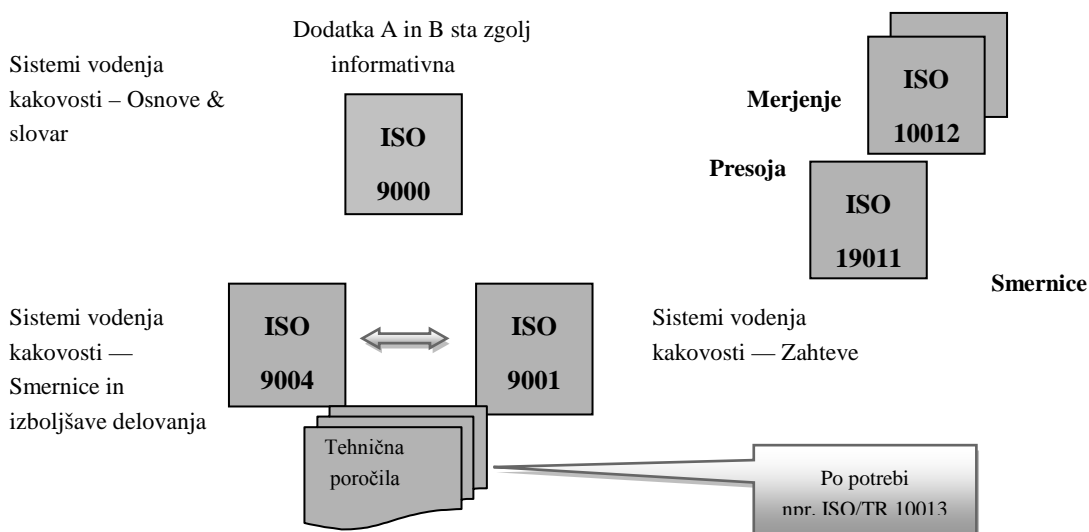 Dodatka A in B sta zgolj
informativna
Sistemi vodenja
kakovosti – Osnove &
slovar
ISO
9000
Merjenje
ISO
10012
Presoja
ISO
19011
Smernice
Sistemi vodenja
kakovosti —
Smernice in
izboljšave delovanja
ISO
9004
ISO
9001
Sistemi vodenja
kakovosti — Zahteve
Tehnična
poročila
Po potrebi
npr. ISO/TR 10013